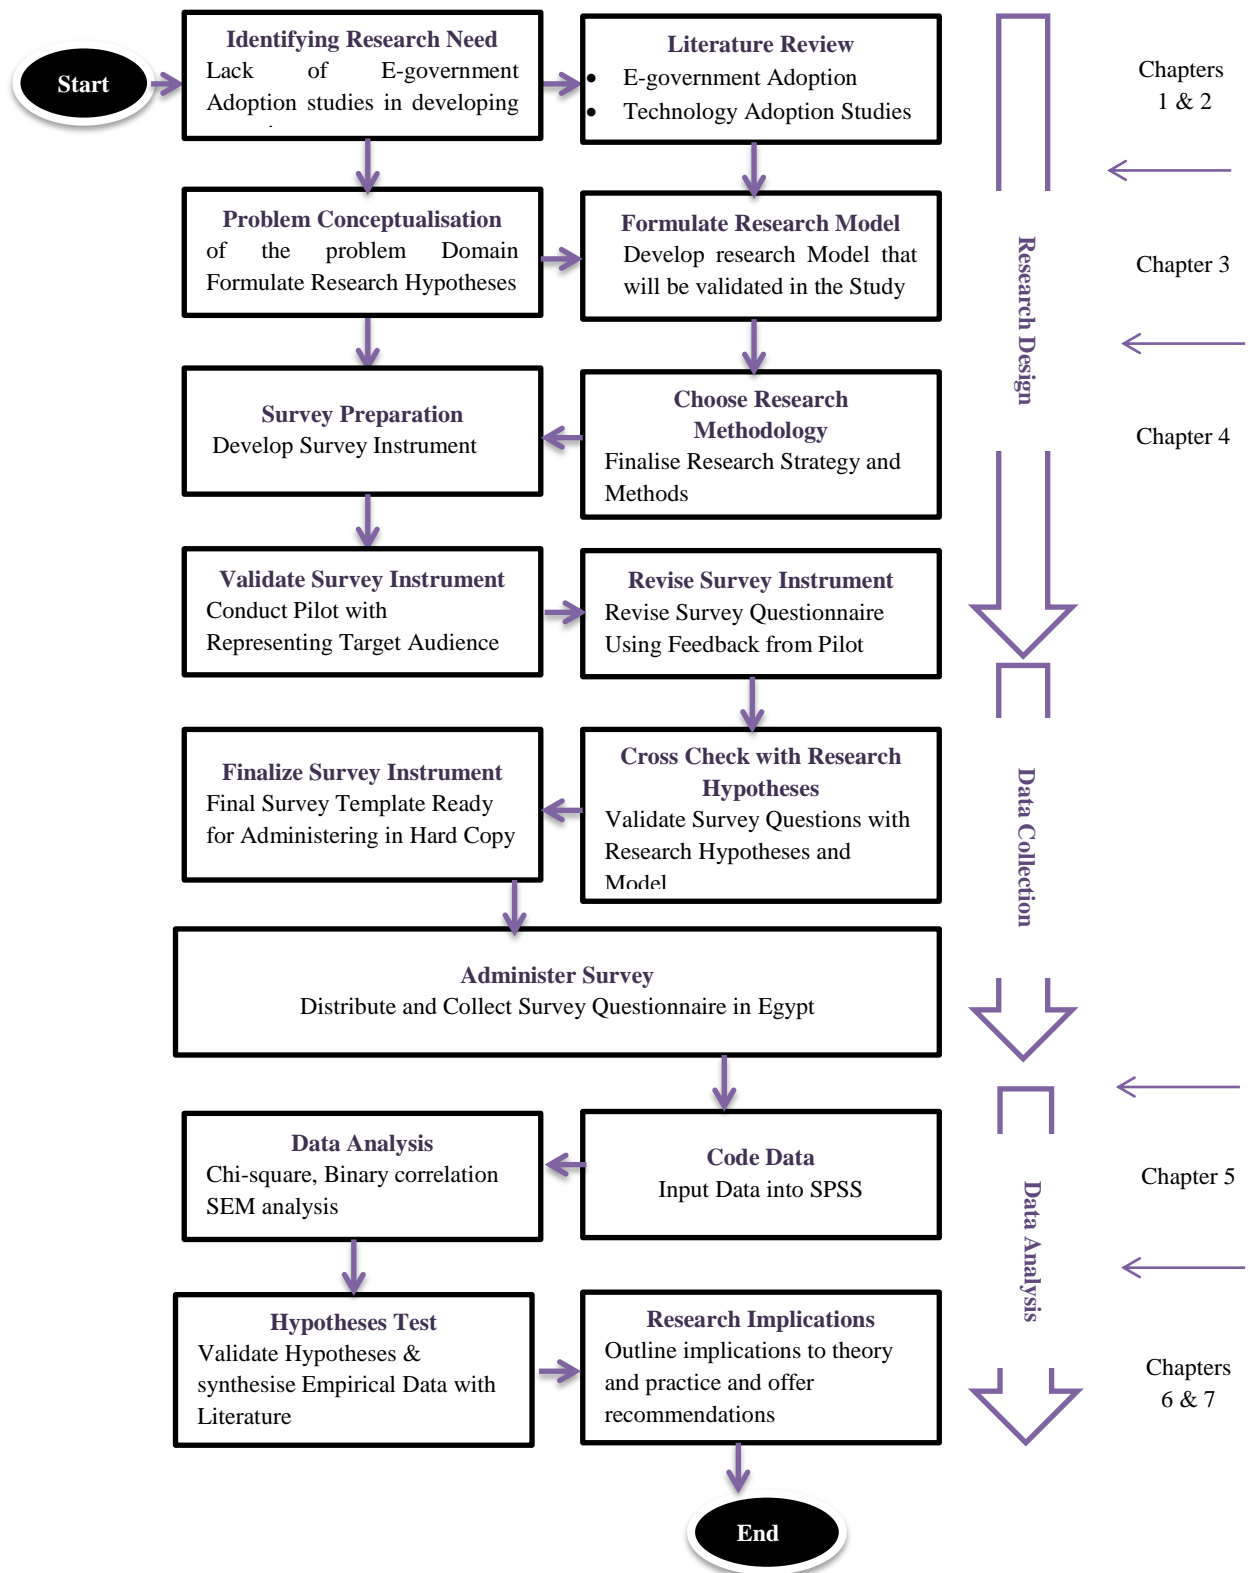 Start
Identifying Research Need
Lack of E-government
Adoption studies in developing
Literature Review
• E-government Adoption
• Technology Adoption Studies
Chapters
1 & 2
Problem Conceptualisation
of the problem Domain
Formulate Research Hypotheses
Formulate Research Model
Develop research Model that
will be validated in the Study
Research Design
Chapter 3
Survey Preparation
Develop Survey Instrument
Choose Research
Methodology
Finalise Research Strategy and
Methods
Chapter 4
Validate Survey Instrument
Conduct Pilot with
Representing Target Audience
Revise Survey Instrument
Revise Survey Questionnaire
Using Feedback from Pilot
Finalize Survey Instrument
Final Survey Template Ready
for Administering in Hard Copy
Cross Check with Research
Hypotheses
Validate Survey Questions with
Research Hypotheses and
Model
Data Collection
Administer Survey
Distribute and Collect Survey Questionnaire in Egypt
Data Analysis
Chi-square, Binary correlation
SEM analysis
Code Data
Input Data into SPSS
Data Analysis
Chapter 5
Hypotheses Test
Validate Hypotheses &
synthesise Empirical Data with
Literature
Research Implications
Outline implications to theory
and practice and offer
recommendations
Chapters
6 & 7
End